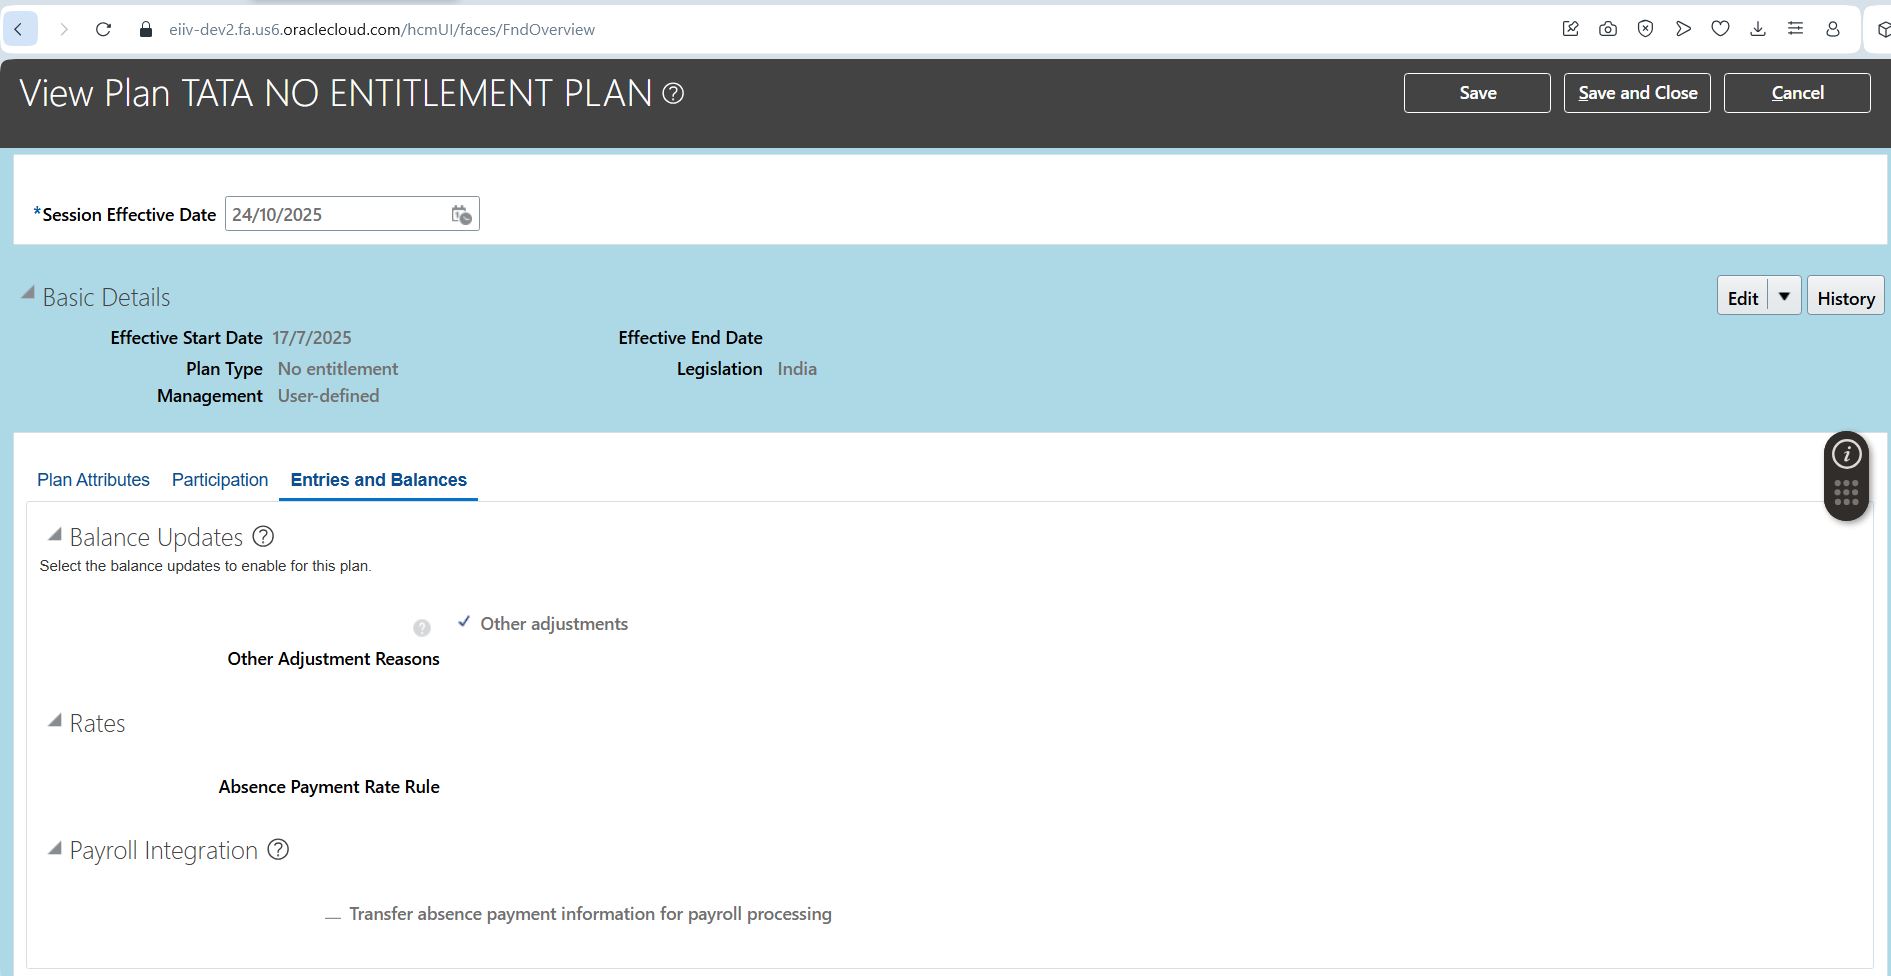 eiiv-dev2.fa.us6.oraclecloud.com/hcmUI/faces/FndOverview
View Plan TATA NO ENTITLEMENT PLAN ?
Save
Save and Close
Cancel
*Session Effective Date 24/10/2025
Basic Details
Edit
History
Effective Start Date 17/7/2025
Effective End Date
Plan Type No entitlement
Legislation India
Management User-defined
Plan Attributes
Participation
Entries and Balances
Balance Updates ?
Select the balance updates to enable for this plan.
? Other adjustments
Other Adjustment Reasons
Rates
Absence Payment Rate Rule
Payroll Integration ?
Transfer absence payment information for payroll processing